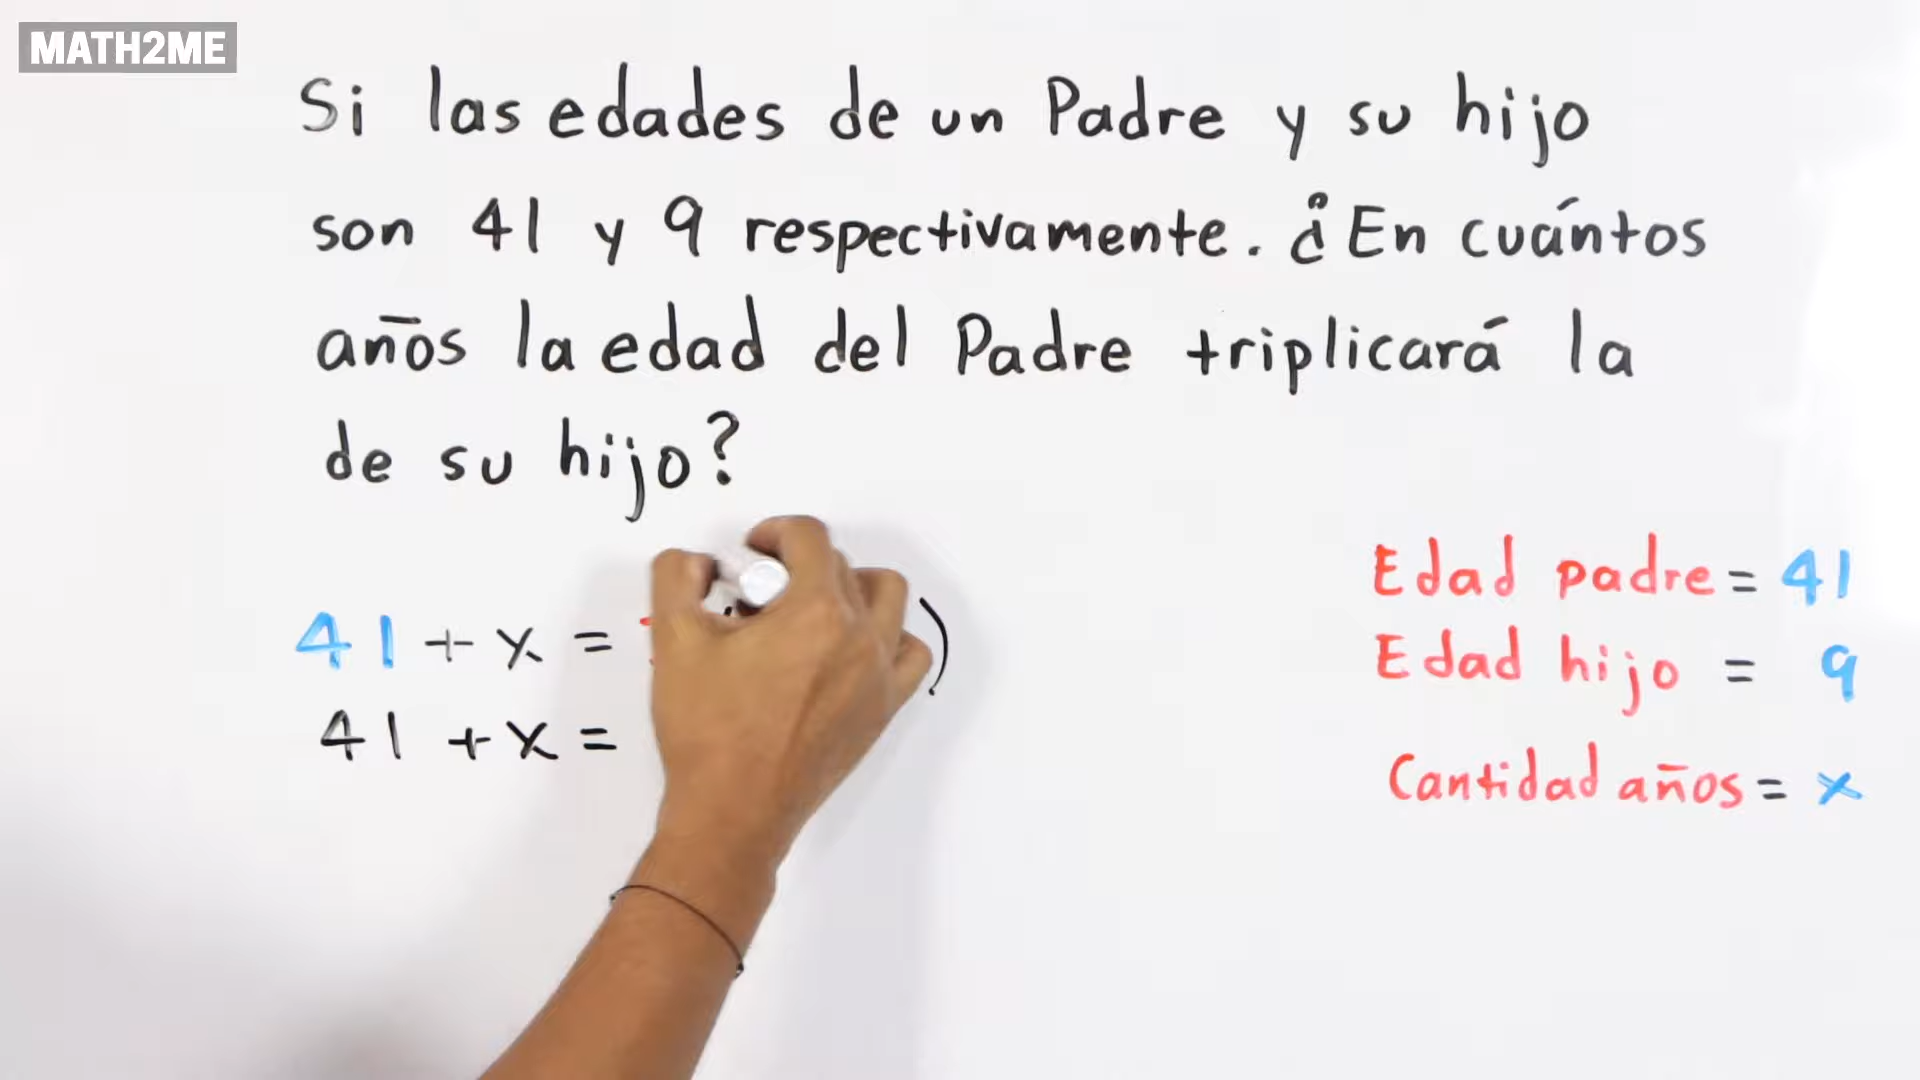 MATH2ME
Si las edades de un Padre y su hijo
son 41 y 9 respectivamente. ¿En cuántos
años la edad del Padre triplicará la
de su hijo?
Edad padre = 41
41 + x = )
Edad hijo = 9
41 + x =
Cantidad años = x